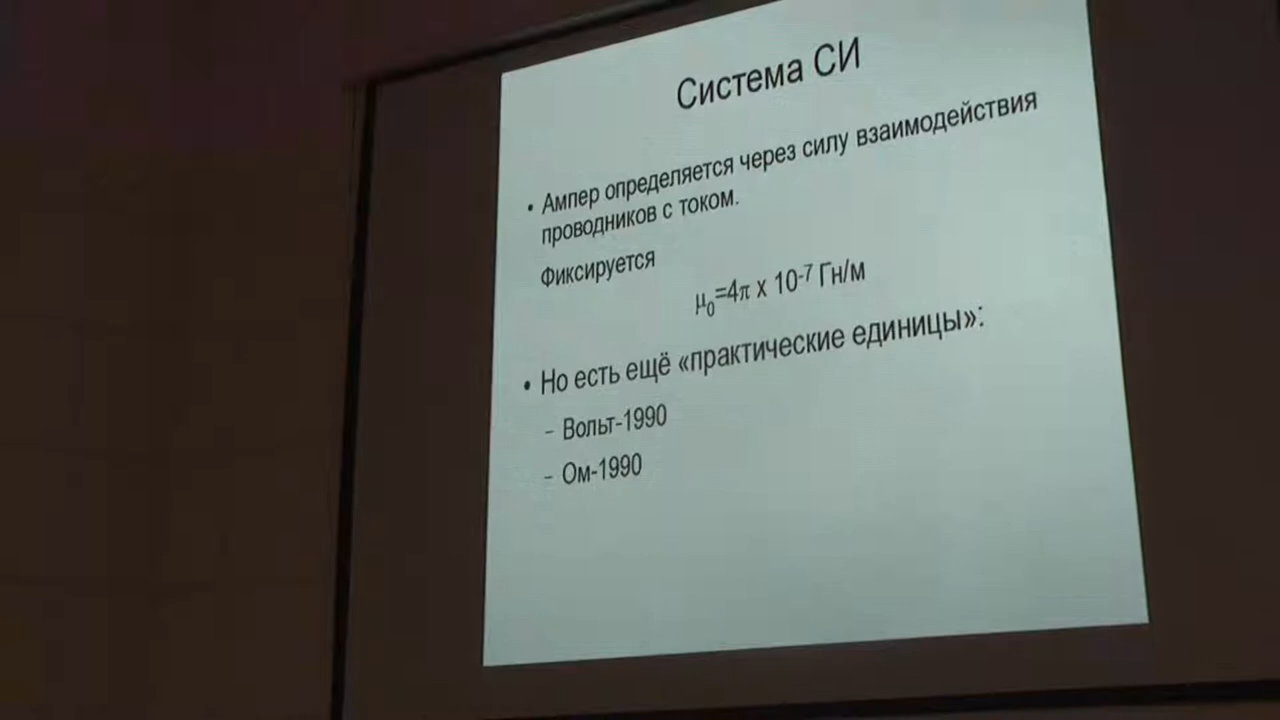 Система СИ
• Ампер определяется через силу взаимодействия
проводников с током.
Фиксируется
μ₀=4π x 10⁻⁷ Гн/м
• Но есть ещё «практические единицы»:
– Вольт-1990
– Ом-1990